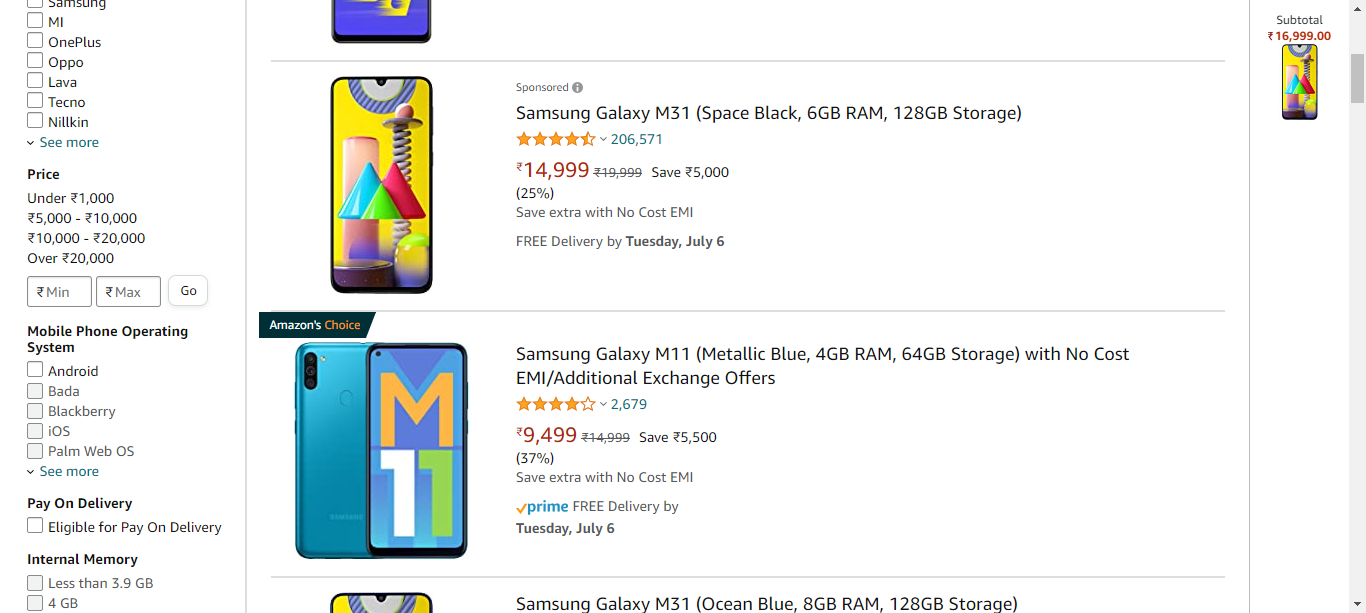 Samsung
MI
OnePlus
Oppo
Lava
Tecno
Nillkin
See more
Price
Under ₹1,000
₹5,000 - ₹10,000
₹10,000 - ₹20,000
Over ₹20,000
₹ Min
₹ Max
Go
Mobile Phone Operating
System
Android
Bada
Blackberry
iOS
Palm Web OS
See more
Pay On Delivery
Eligible for Pay On Delivery
Internal Memory
Less than 3.9 GB
4 GB
Sponsored
Samsung Galaxy M31 (Space Black, 6GB RAM, 128GB Storage)
206,571
₹14,999 ₹19,999 Save ₹5,000
(25%)
Save extra with No Cost EMI
FREE Delivery by Tuesday, July 6
Amazon's Choice
M
11
SAMSUNG
Samsung Galaxy M11 (Metallic Blue, 4GB RAM, 64GB Storage) with No Cost
EMI/Additional Exchange Offers
2,679
₹9,499 ₹14,999 Save ₹5,500
(37%)
Save extra with No Cost EMI
prime FREE Delivery by
Tuesday, July 6
Samsung Galaxy M31 (Ocean Blue, 8GB RAM, 128GB Storage)
Subtotal
₹16,999.00